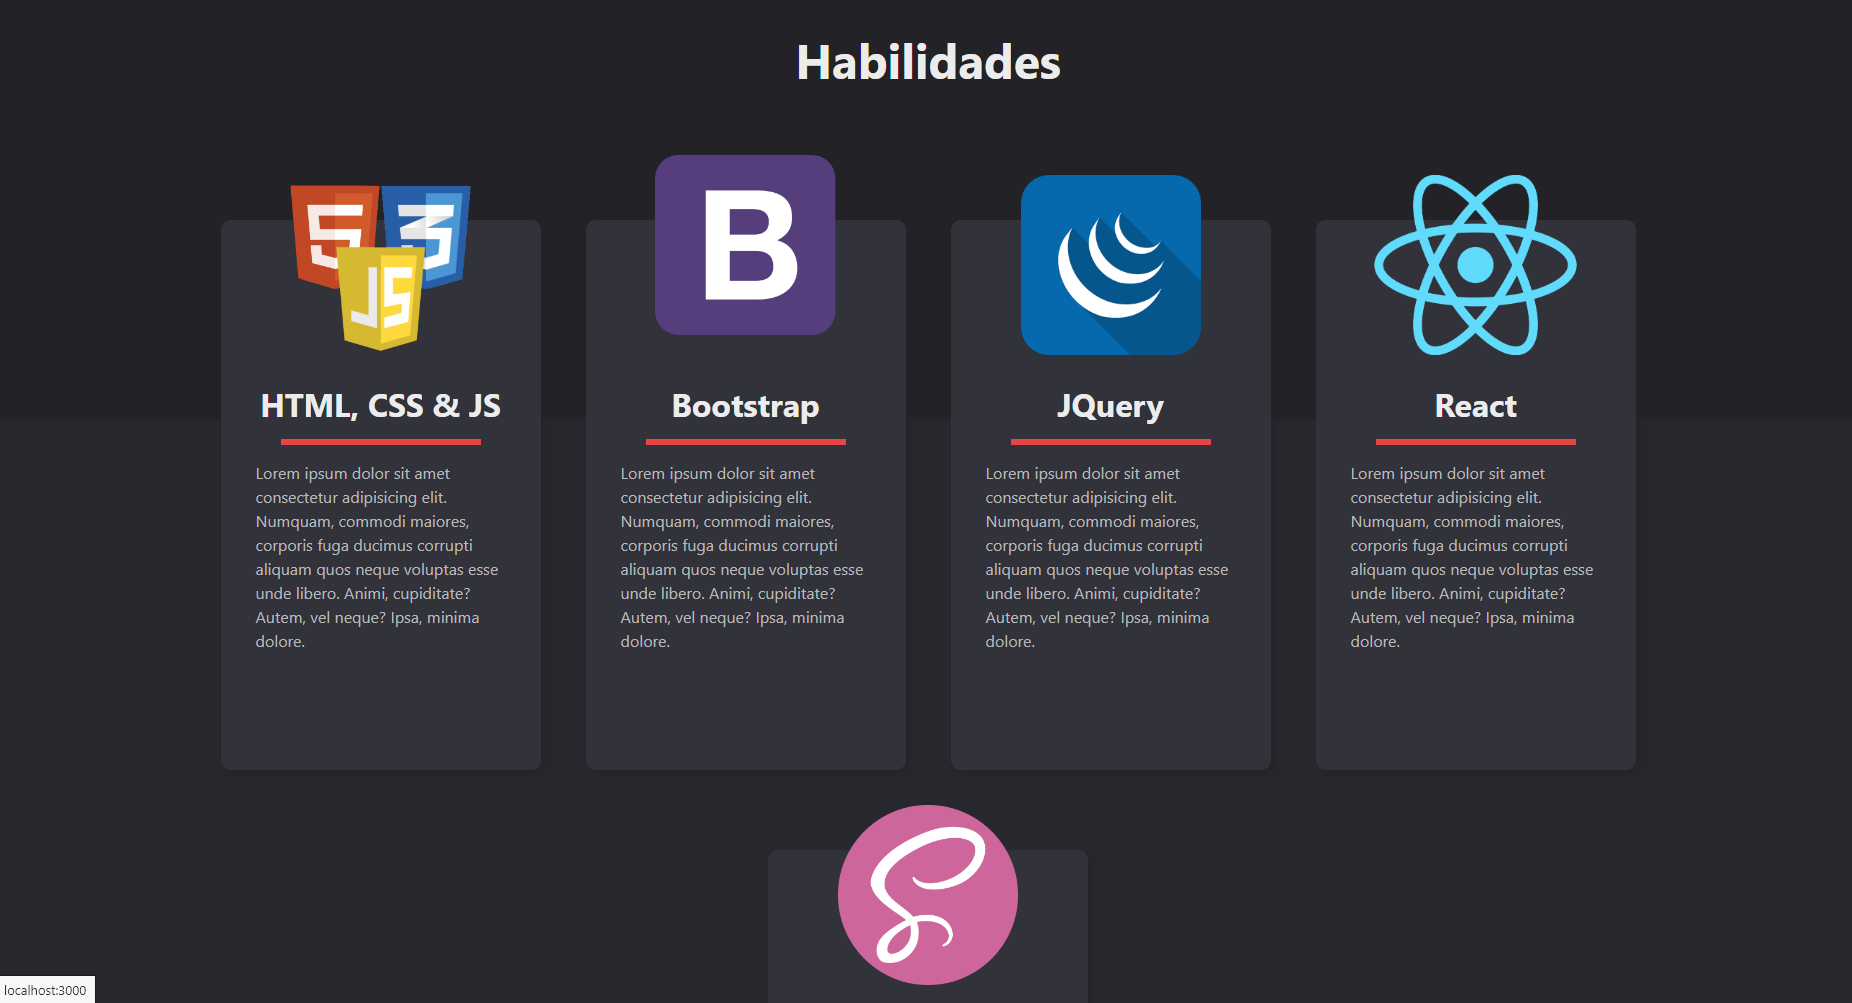 Habilidades
5 3
JS
B
HTML, CSS & JS
Lorem ipsum dolor sit amet
consectetur adipisicing elit.
Numquam, commodi maiores,
corporis fuga ducimus corrupti
aliquam quos neque voluptas esse
unde libero. Animi, cupiditate?
Autem, vel neque? Ipsa, minima
dolore.
Bootstrap
Lorem ipsum dolor sit amet
consectetur adipisicing elit.
Numquam, commodi maiores,
corporis fuga ducimus corrupti
aliquam quos neque voluptas esse
unde libero. Animi, cupiditate?
Autem, vel neque? Ipsa, minima
dolore.
JQuery
Lorem ipsum dolor sit amet
consectetur adipisicing elit.
Numquam, commodi maiores,
corporis fuga ducimus corrupti
aliquam quos neque voluptas esse
unde libero. Animi, cupiditate?
Autem, vel neque? Ipsa, minima
dolore.
React
Lorem ipsum dolor sit amet
consectetur adipisicing elit.
Numquam, commodi maiores,
corporis fuga ducimus corrupti
aliquam quos neque voluptas esse
unde libero. Animi, cupiditate?
Autem, vel neque? Ipsa, minima
dolore.
localhost:3000